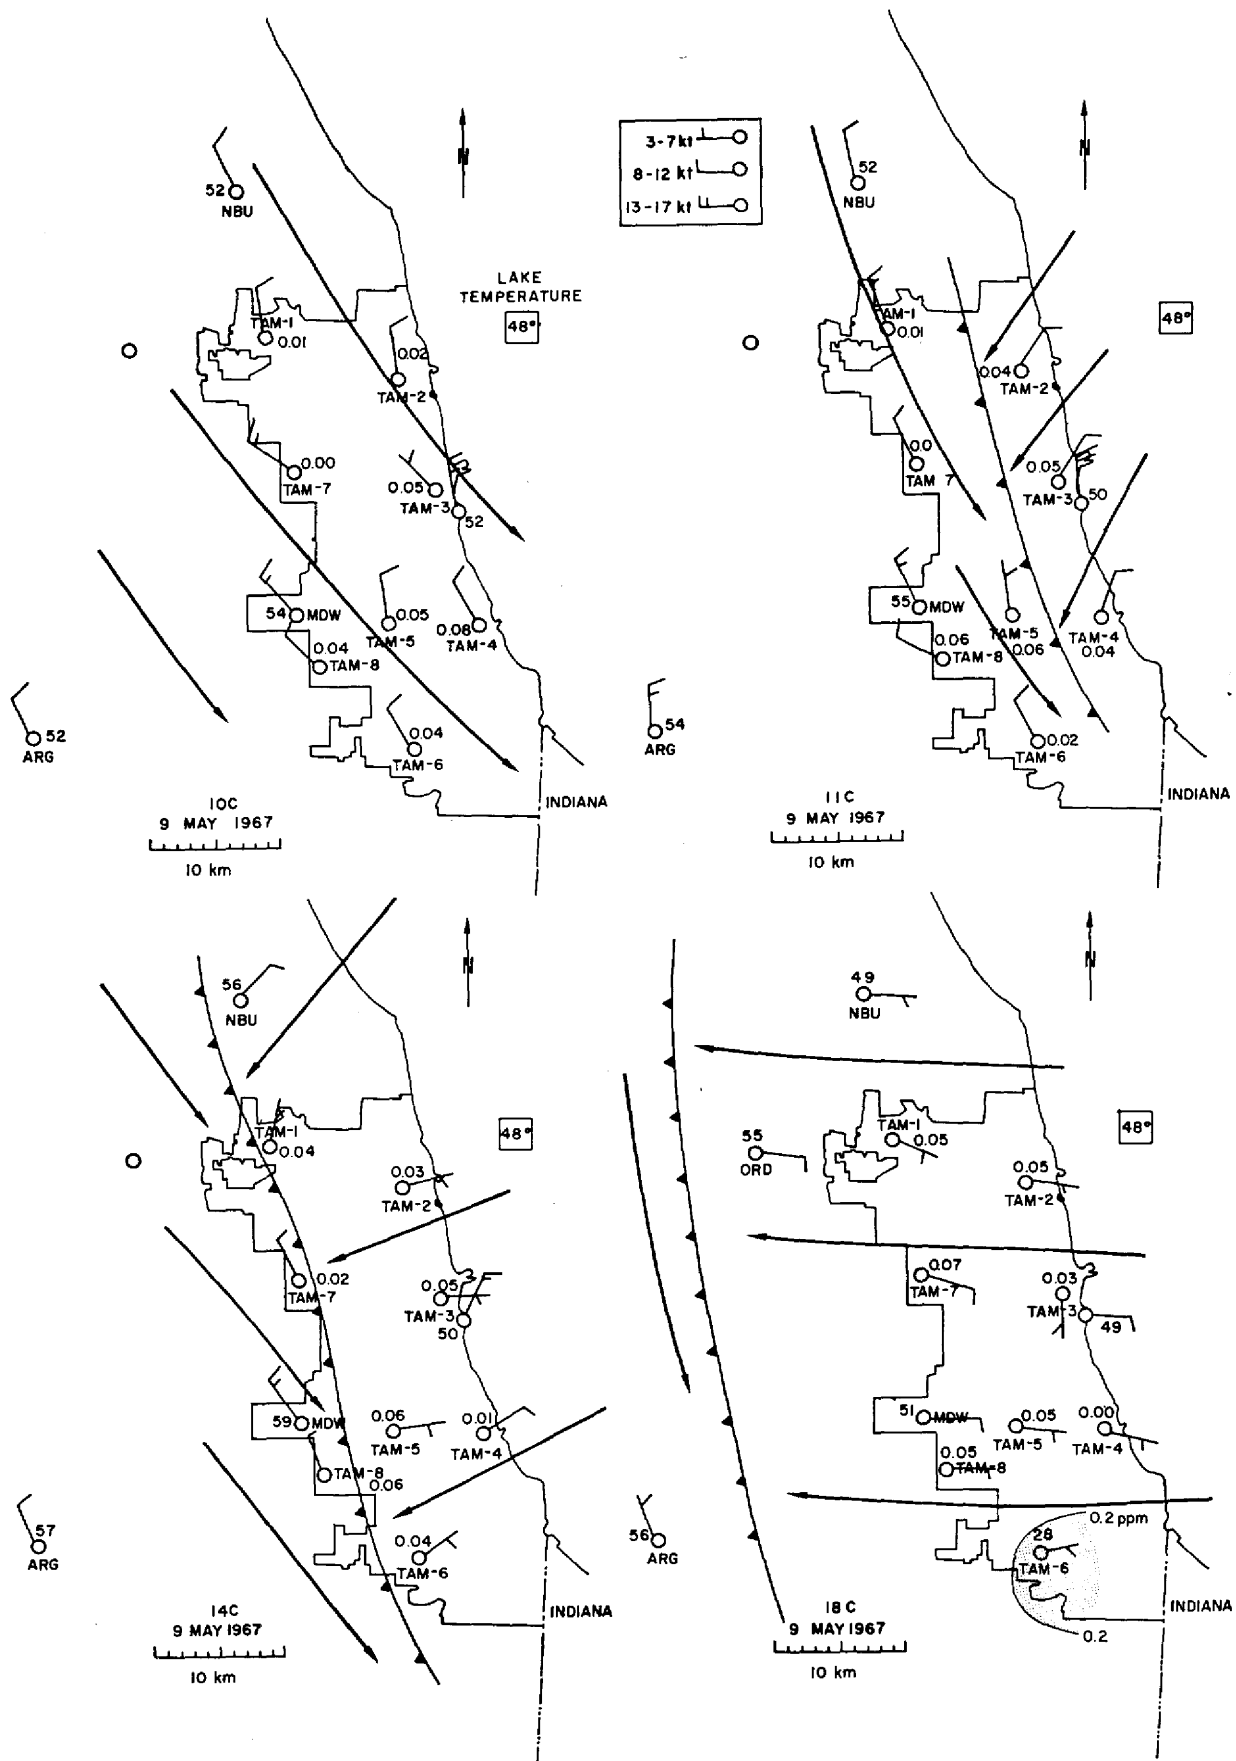 N
52
NBU
LAKE
TEMPERATURE
48°
TAM-1
0.01
0.02
TAM-2
0.00
TAM-7
0.05
TAM-3
52
54
MDW
0.05
TAM-5
0.08
TAM-4
0.04
TAM-8
0.04
TAM-6
52
ARG
10C
9 MAY 1967
10 km
INDIANA
3-7 kt
8-12 kt
13-17 kt
N
52
NBU
48°
TAM-1
0.01
0.04
TAM-2
0.0
TAM 7
0.05
TAM-3
50
55
MDW
TAM-5
0.06
TAM-4
0.04
0.06
TAM-8
0.02
TAM-6
54
ARG
11C
9 MAY 1967
10 km
INDIANA
N
56
NBU
48°
TAM-1
0.04
0.03
TAM-2
0.02
TAM-7
0.05
TAM-3
50
59
MDW
0.06
TAM-5
0.01
TAM-4
TAM-8
0.06
0.04
TAM-6
57
ARG
14C
9 MAY 1967
10 km
INDIANA
N
49
NBU
48°
TAM-1
0.05
55
ORD
0.05
TAM-2
0.07
TAM-7
0.03
TAM-3
49
51
MDW
0.05
TAM-5
0.00
TAM-4
0.05
TAM-8
0.2 ppm
28
TAM-6
0.2
56
ARG
18C
9 MAY 1967
10 km
INDIANA